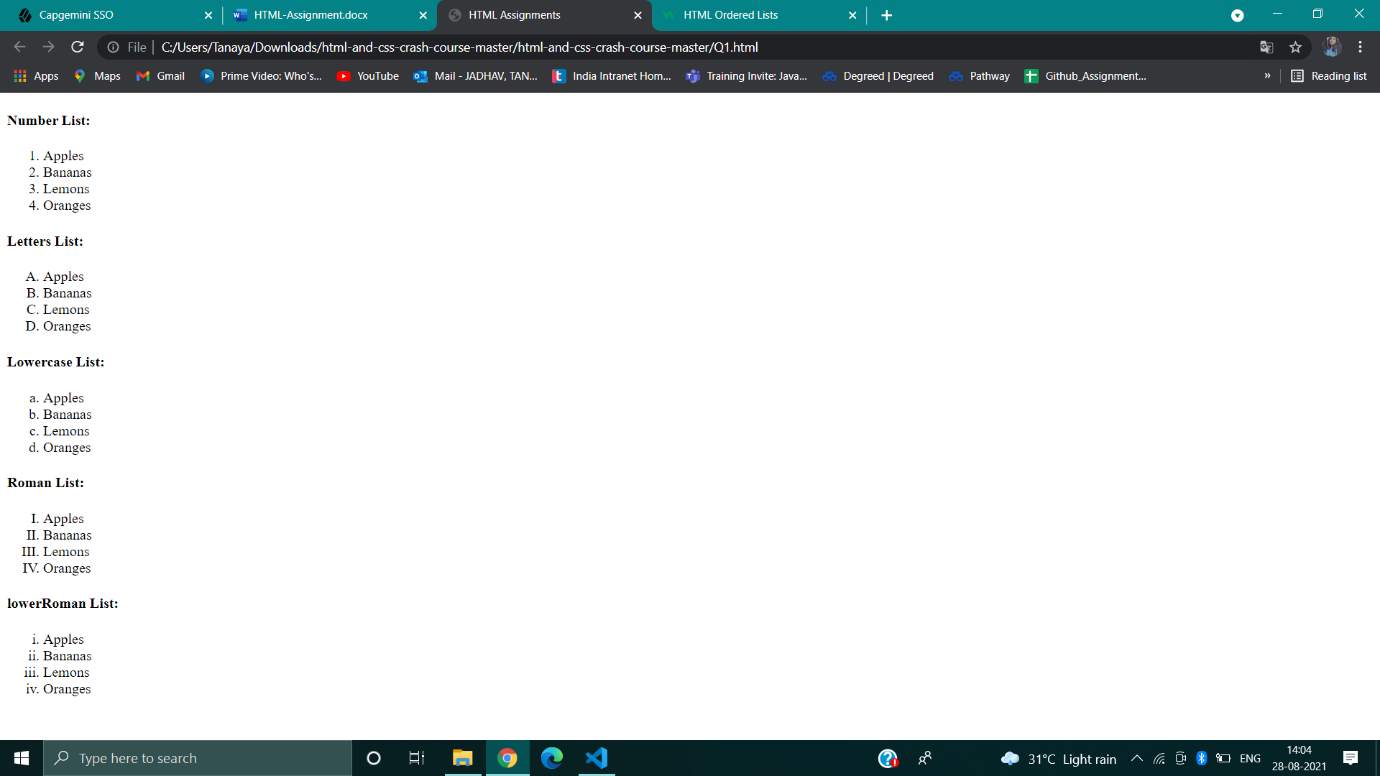 Capgemini SSO
HTML-Assignment.docx
HTML Assignments
HTML Ordered Lists
File | C:/Users/Tanaya/Downloads/html-and-css-crash-course-master/html-and-css-crash-course-master/Q1.html
Apps
Maps
Gmail
Prime Video: Who's...
YouTube
Mail - JADHAV, TAN...
India Intranet Hom...
Training Invite: Java...
Degreed | Degreed
Pathway
Github_Assignment...
»
Reading list
Number List:
1. Apples
2. Bananas
3. Lemons
4. Oranges
Letters List:
A. Apples
B. Bananas
C. Lemons
D. Oranges
Lowercase List:
a. Apples
b. Bananas
c. Lemons
d. Oranges
Roman List:
I. Apples
II. Bananas
III. Lemons
IV. Oranges
lowerRoman List:
i. Apples
ii. Bananas
iii. Lemons
iv. Oranges
Type here to search
31°C Light rain
ENG
14:04
28-08-2021